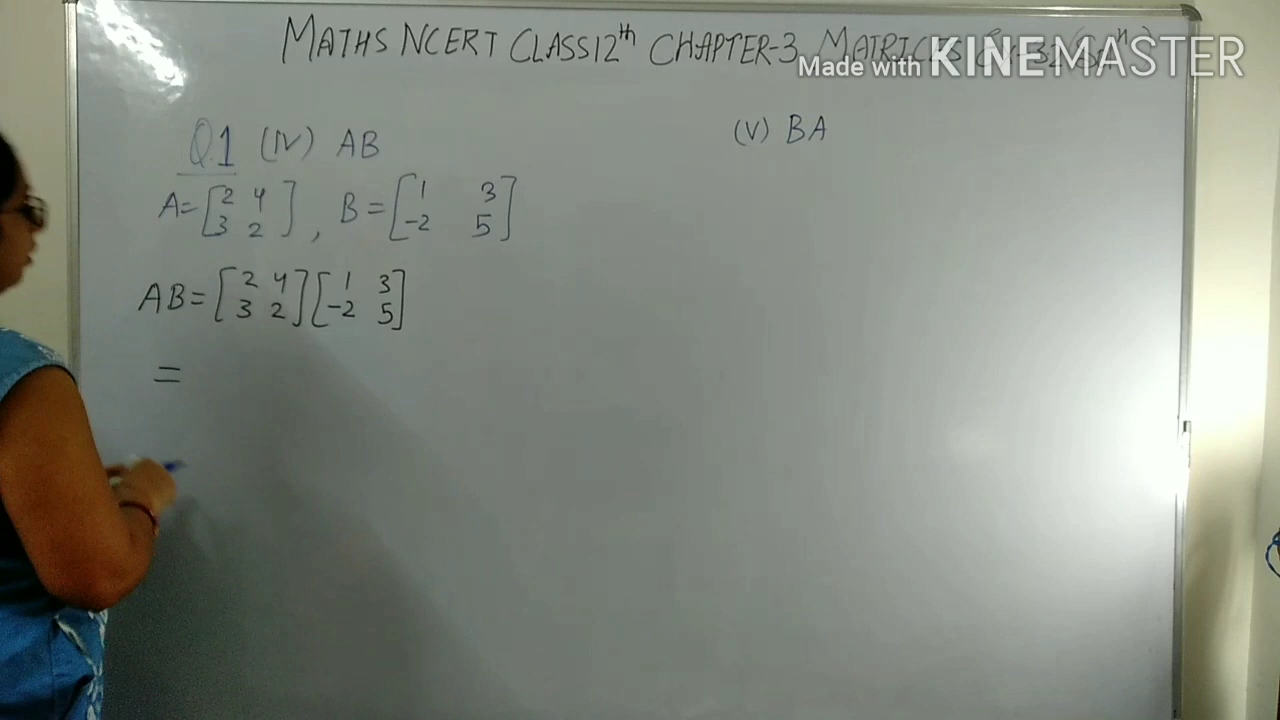 MATHS NCERT CLASS 12th CHAPTER-3 MATRICES
Made with KINEMASTER
Q.1 (IV) AB
A=[2 4
3 2], B=[1 3
-2 5]
AB=[2 4
3 2][1 3
-2 5]
=
(V) BA